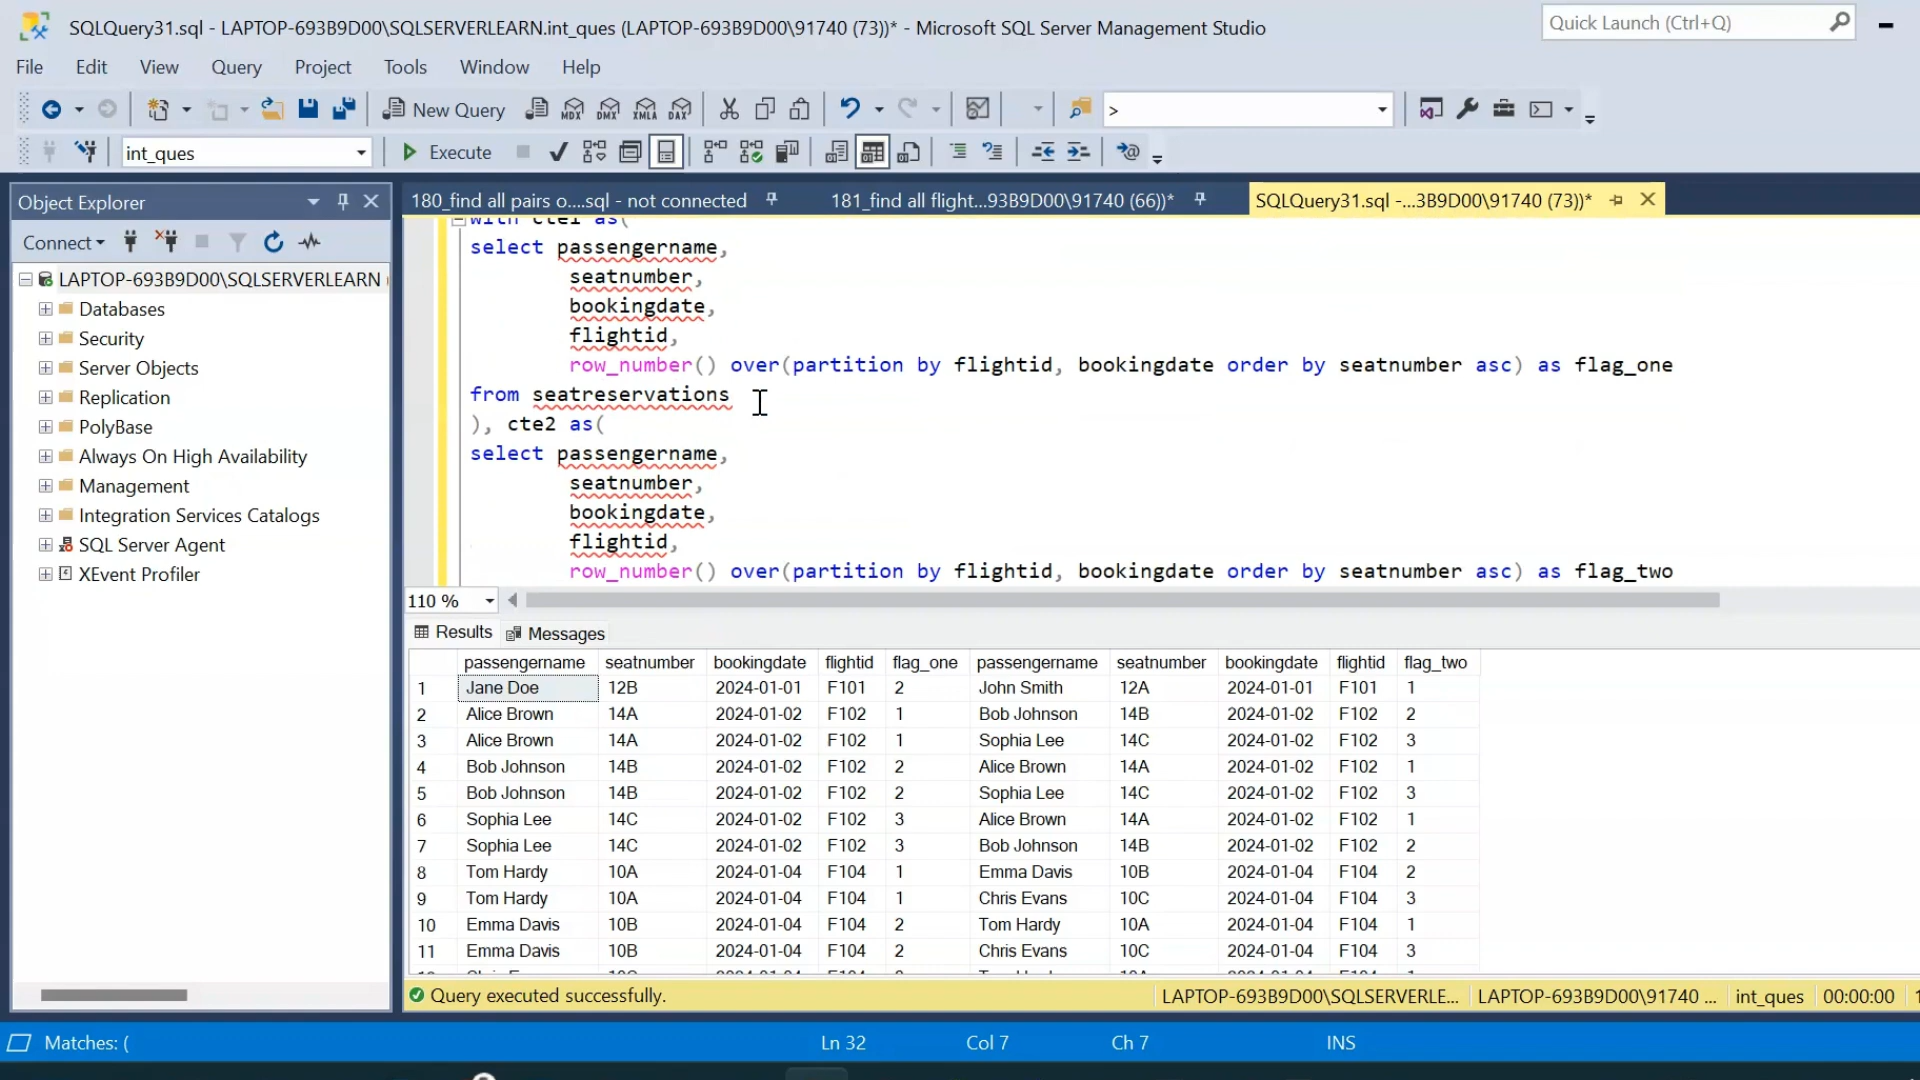 SQLQuery31.sql - LAPTOP-693B9D00\SQLSERVERLEARN.int_ques (LAPTOP-693B9D00\91740 (73))* - Microsoft SQL Server Management Studio
Quick Launch (Ctrl+Q)
File Edit View Query Project Tools Window Help
New Query MDX DMX XMLA DAX >
int_ques Execute
Object Explorer
Connect
LAPTOP-693B9D00\SQLSERVERLEARN
Databases
Security
Server Objects
Replication
PolyBase
Always On High Availability
Management
Integration Services Catalogs
SQL Server Agent
XEvent Profiler
180_find all pairs o....sql - not connected
181_find all flight...93B9D00\91740 (66))*
SQLQuery31.sql -...3B9D00\91740 (73))*
with cte1 as(
select passengername,
seatnumber,
bookingdate,
flightid,
row_number() over(partition by flightid, bookingdate order by seatnumber asc) as flag_one
from seatreservations
), cte2 as(
select passengername,
seatnumber,
bookingdate,
flightid,
row_number() over(partition by flightid, bookingdate order by seatnumber asc) as flag_two
110 %
Results Messages
passengername seatnumber bookingdate flightid flag_one passengername seatnumber bookingdate flightid flag_two
1 Jane Doe 12B 2024-01-01 F101 2 John Smith 12A 2024-01-01 F101 1
2 Alice Brown 14A 2024-01-02 F102 1 Bob Johnson 14B 2024-01-02 F102 2
3 Alice Brown 14A 2024-01-02 F102 1 Sophia Lee 14C 2024-01-02 F102 3
4 Bob Johnson 14B 2024-01-02 F102 2 Alice Brown 14A 2024-01-02 F102 1
5 Bob Johnson 14B 2024-01-02 F102 2 Sophia Lee 14C 2024-01-02 F102 3
6 Sophia Lee 14C 2024-01-02 F102 3 Alice Brown 14A 2024-01-02 F102 1
7 Sophia Lee 14C 2024-01-02 F102 3 Bob Johnson 14B 2024-01-02 F102 2
8 Tom Hardy 10A 2024-01-04 F104 1 Emma Davis 10B 2024-01-04 F104 2
9 Tom Hardy 10A 2024-01-04 F104 1 Chris Evans 10C 2024-01-04 F104 3
10 Emma Davis 10B 2024-01-04 F104 2 Tom Hardy 10A 2024-01-04 F104 1
11 Emma Davis 10B 2024-01-04 F104 2 Chris Evans 10C 2024-01-04 F104 3
Query executed successfully. LAPTOP-693B9D00\SQLSERVERLE... LAPTOP-693B9D00\91740 ... int_ques 00:00:00
Matches: ( Ln 32 Col 7 Ch 7 INS